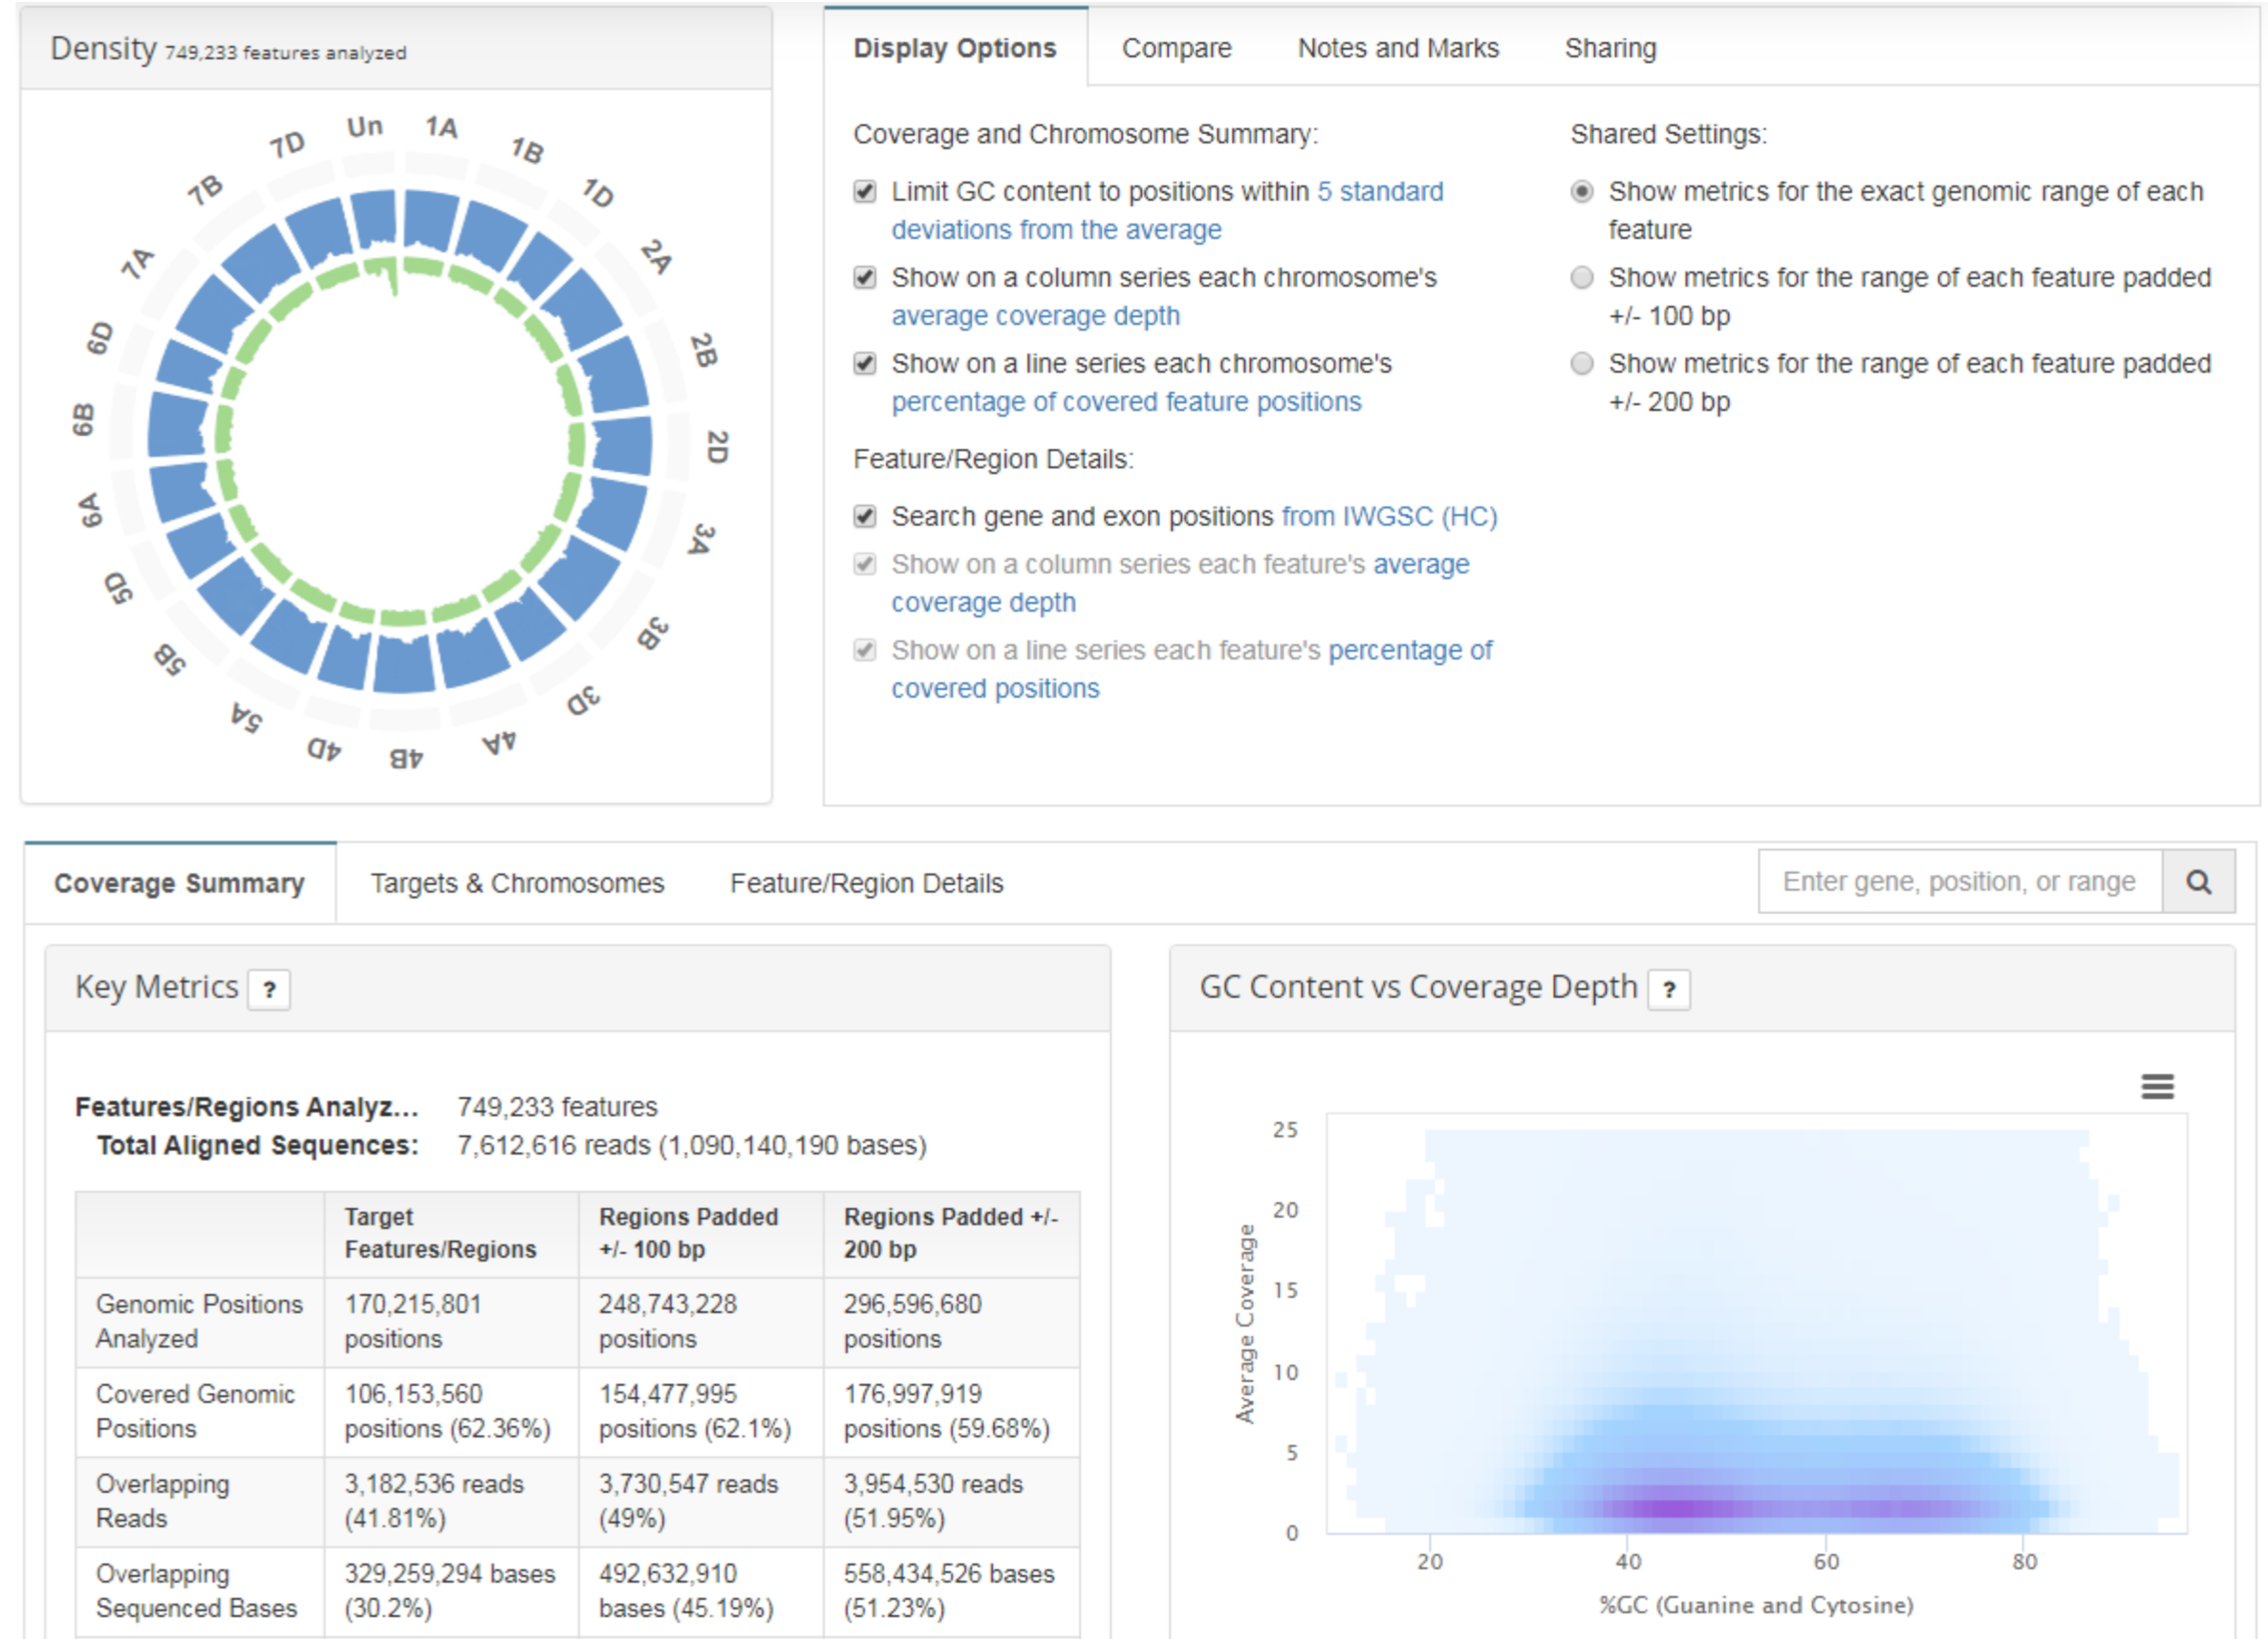 Density 749,233 features analyzed
Un
1A
1B
1D
2A
2B
2D
3A
3B
3D
4A
4B
4D
5A
5B
5D
6A
6B
6D
7A
7B
7D
Display Options
Compare
Notes and Marks
Sharing
Coverage and Chromosome Summary:
Limit GC content to positions within 5 standard
deviations from the average
Show on a column series each chromosome's
average coverage depth
Show on a line series each chromosome's
percentage of covered feature positions
Feature/Region Details:
Search gene and exon positions from IWGSC (HC)
Show on a column series each feature's average
coverage depth
Show on a line series each feature's percentage of
covered positions
Shared Settings:
Show metrics for the exact genomic range of each
feature
Show metrics for the range of each feature padded
+/- 100 bp
Show metrics for the range of each feature padded
+/- 200 bp
Coverage Summary
Targets & Chromosomes
Feature/Region Details
Enter gene, position, or range
Key Metrics ?
Features/Regions Analyz... 749,233 features
Total Aligned Sequences: 7,612,616 reads (1,090,140,190 bases)
Target
Features/Regions
Regions Padded
+/- 100 bp
Regions Padded +/-
200 bp
Genomic Positions
Analyzed
170,215,801
positions
248,743,228
positions
296,596,680
positions
Covered Genomic
Positions
106,153,560
positions (62.36%)
154,477,995
positions (62.1%)
176,997,919
positions (59.68%)
Overlapping
Reads
3,182,536 reads
(41.81%)
3,730,547 reads
(49%)
3,954,530 reads
(51.95%)
Overlapping
Sequenced Bases
329,259,294 bases
(30.2%)
492,632,910
bases (45.19%)
558,434,526 bases
(51.23%)
GC Content vs Coverage Depth ?
Average Coverage
25
20
15
10
5
0
20
40
60
80
%GC (Guanine and Cytosine)